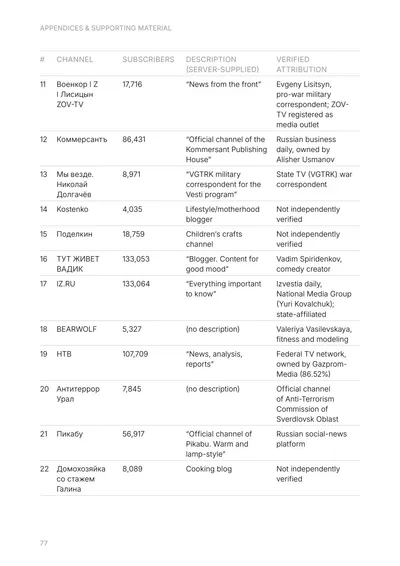 APPENDICES & SUPPORTING MATERIAL
# CHANNEL SUBSCRIBERS DESCRIPTION VERIFIED
(SERVER-SUPPLIED) ATTRIBUTION
11 Военкор I Z 17,716 “News from the front” Evgeny Lisitsyn,
I Лисицын pro-war military
ZOV-TV correspondent; ZOV-
TV registered as
media outlet
12 Коммерсантъ 86,431 “Official channel of the Russian business
Kommersant Publishing daily, owned by
House” Alisher Usmanov
13 Мы везде. 8,971 “VGTRK military State TV (VGTRK) war
Николай correspondent for the correspondent
Долгачёв Vesti program”
14 Kostenko 4,035 Lifestyle/motherhood Not independently
blogger verified
15 Поделкин 18,759 Children’s crafts Not independently
channel verified
16 ТУТ ЖИВЕТ 133,053 “Blogger. Content for Vadim Spiridenkov,
ВАДИК good mood” comedy creator
17 IZ.RU 133,064 “Everything important Izvestia daily,
to know” National Media Group
(Yuri Kovalchuk);
state-affiliated
18 BEARWOLF 5,327 (no description) Valeriya Vasilevskaya,
fitness and modeling
19 НТВ 107,709 “News, analysis, Federal TV network,
reports” owned by Gazprom-
Media (86.52%)
20 Антитеррор 7,845 (no description) Official channel
Урал of Anti-Terrorism
Commission of
Sverdlovsk Oblast
21 Пикабу 56,917 “Official channel of Russian social-news
Pikabu. Warm and platform
lamp-style”
22 Домохозяйка 8,089 Cooking blog Not independently
со стажем verified
Галина
77